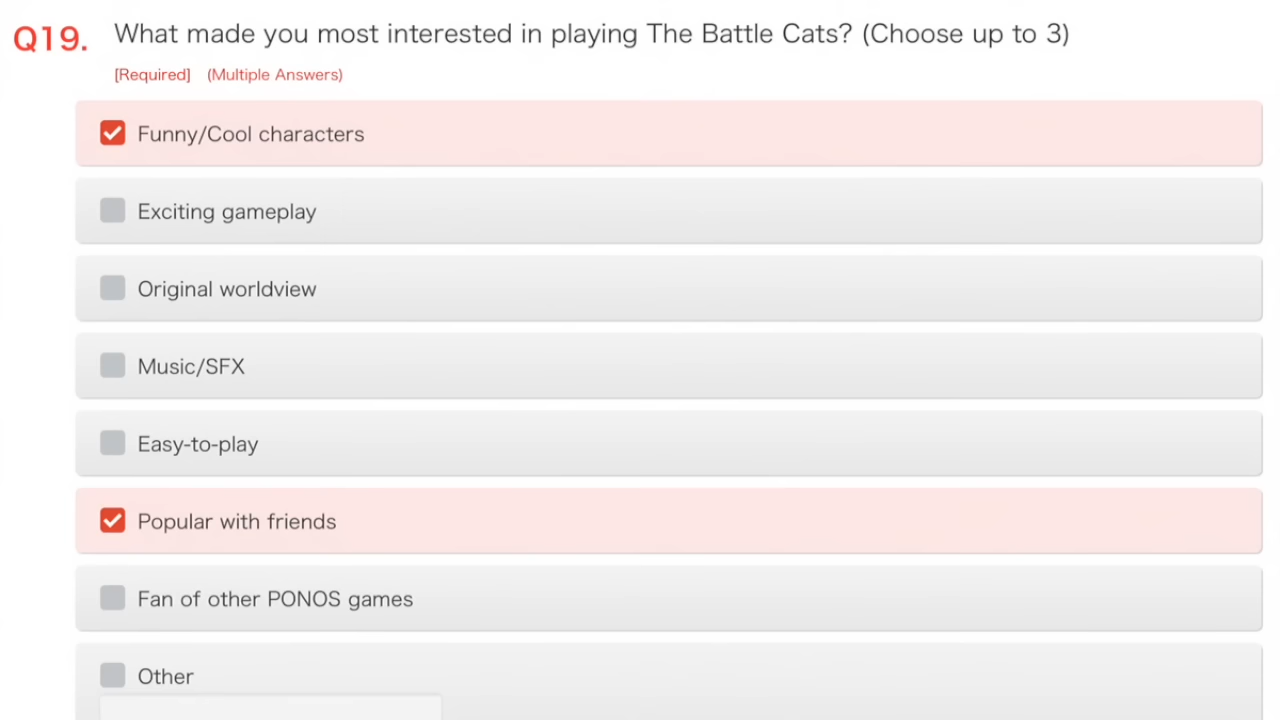 Q19. What made you most interested in playing The Battle Cats? (Choose up to 3)
[Required] (Multiple Answers)
Funny/Cool characters
Exciting gameplay
Original worldview
Music/SFX
Easy-to-play
Popular with friends
Fan of other PONOS games
Other